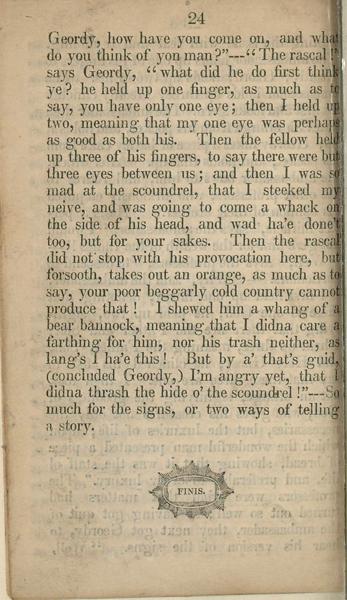 24
Geordy, how have you come on, and what
do you think of yon man?"---"The rascal!"
says Geordy, "what did he do first think
ye? he held up one finger, as much as to
say, you have only one eye; then I held up
two, meaning that my one eye was perhaps
as good as both his. Then the fellow held
up three of his fingers, to say there were but
three eyes between us; and then I was so
mad at the scoundrel, that I steeked my
neive, and was going to come a whack on
the side of his head, and wad ha'e done't
too, but for your sakes. Then the rascal
did not stop with his provocation here, but
forsooth, takes out an orange, as much as to
say, your poor beggarly cold country cannot
produce that! I shewed him a whang of a
bear bannock, meaning that I didna care a
farthing for him, nor his trash neither, as
lang's I ha'e this! But by a' that's guid,
(concluded Geordy,) I'm angry yet, that I
didna thrash the hide o' the scoundrel!"---So
much for the signs, or two ways of telling
a story.
FINIS.